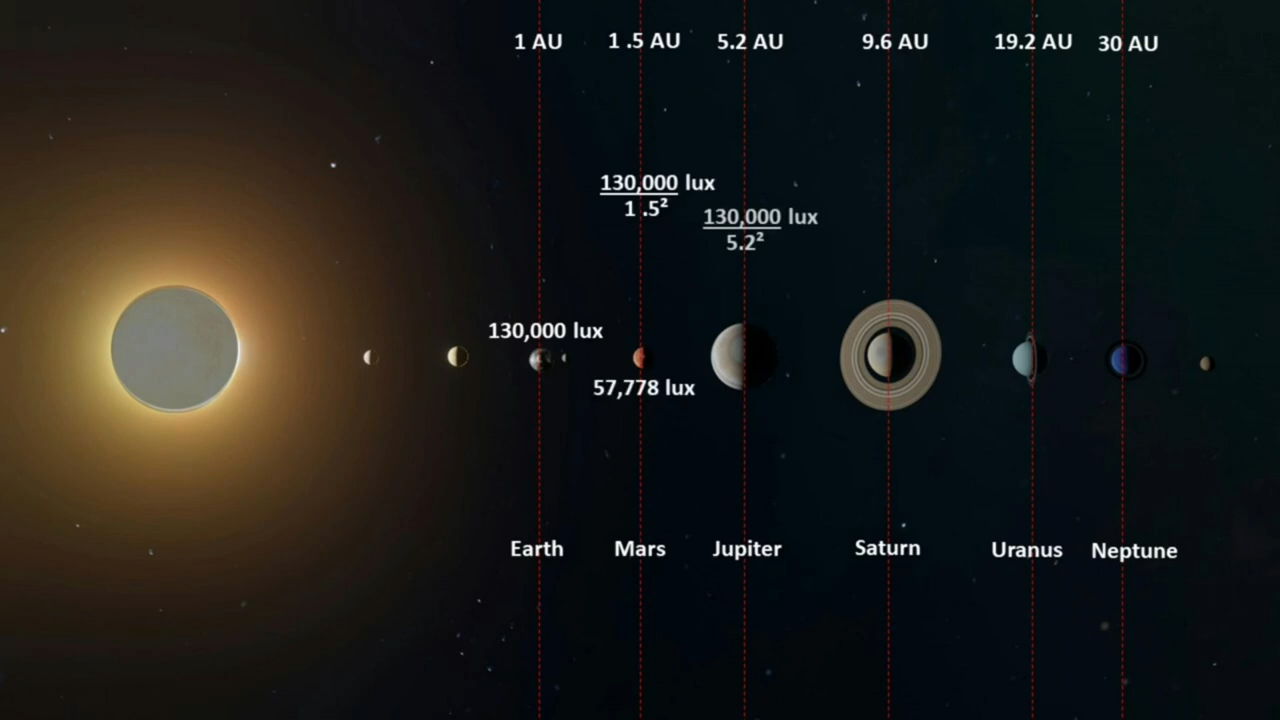 1 AU
1 .5 AU
5.2 AU
9.6 AU
19.2 AU
30 AU
130,000 lux
1 .5²
130,000 lux
5.2²
130,000 lux
57,778 lux
Earth
Mars
Jupiter
Saturn
Uranus
Neptune